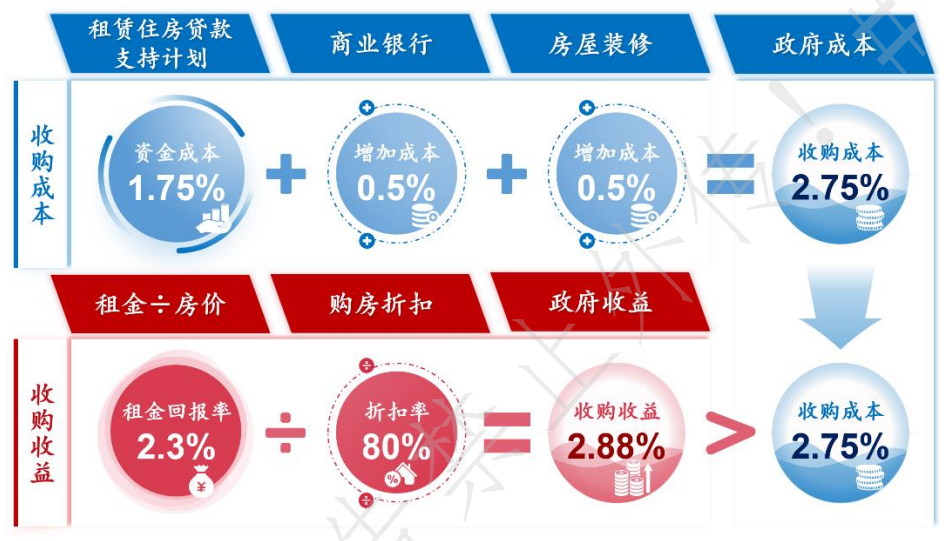 租赁住房贷款
支持计划
商业银行
房屋装修
政府成本
收购成本
资金成本
1.75%
+
增加成本
0.5%
+
增加成本
0.5%
=
收购成本
2.75%
租金÷房价
购房折扣
政府收益
收购收益
租金回报率
2.3%
¥
÷
÷
折扣率
80%
%
÷
=
收购收益
2.88%
>
收购成本
2.75%
禁止外传!